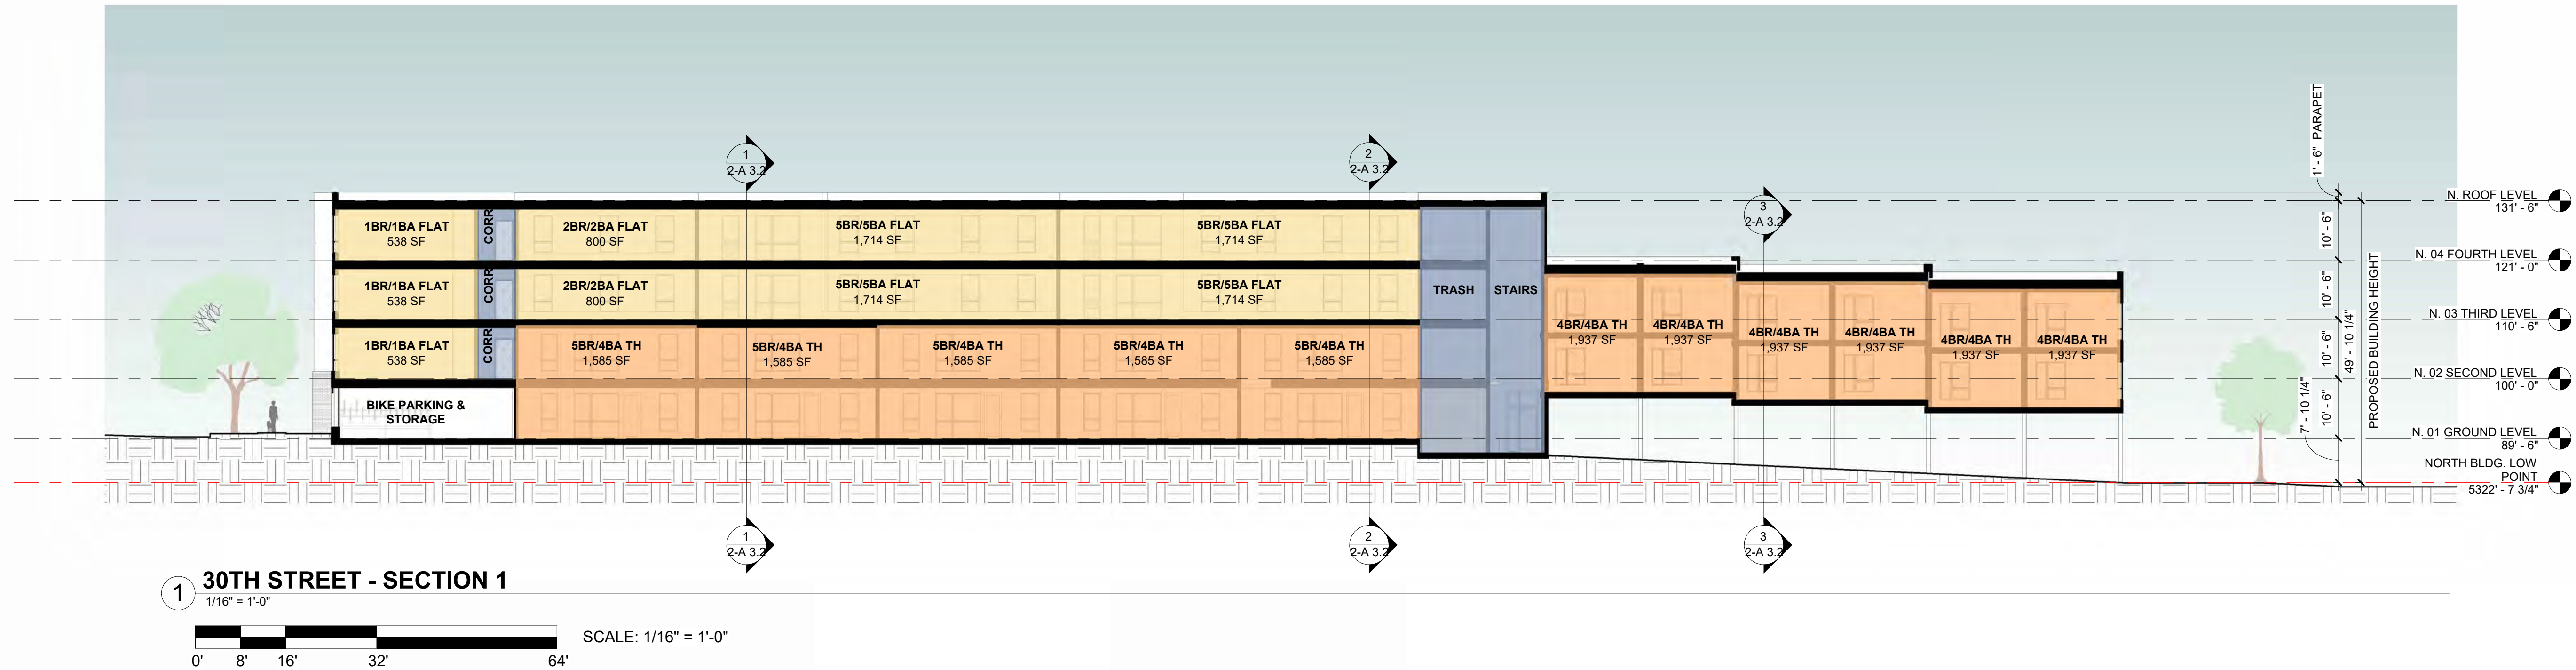 1' - 6" PARAPET
1
2-A 3.2
2
2-A 3.2
3
2-A 3.2
N. ROOF LEVEL
131' - 6"
10' - 6"
N. 04 FOURTH LEVEL
121' - 0"
10' - 6"
N. 03 THIRD LEVEL
110' - 6"
10' - 6"
N. 02 SECOND LEVEL
100' - 0"
10' - 6"
N. 01 GROUND LEVEL
89' - 6"
7' - 10 1/4"
49' - 10 1/4"
PROPOSED BUILDING HEIGHT
NORTH BLDG. LOW
POINT
5322' - 7 3/4"
1BR/1BA FLAT
538 SF
CORR
2BR/2BA FLAT
800 SF
5BR/5BA FLAT
1,714 SF
5BR/5BA FLAT
1,714 SF
1BR/1BA FLAT
538 SF
CORR
2BR/2BA FLAT
800 SF
5BR/5BA FLAT
1,714 SF
5BR/5BA FLAT
1,714 SF
TRASH
STAIRS
1BR/1BA FLAT
538 SF
CORR
5BR/4BA TH
1,585 SF
5BR/4BA TH
1,585 SF
5BR/4BA TH
1,585 SF
5BR/4BA TH
1,585 SF
5BR/4BA TH
1,585 SF
4BR/4BA TH
1,937 SF
4BR/4BA TH
1,937 SF
4BR/4BA TH
1,937 SF
4BR/4BA TH
1,937 SF
4BR/4BA TH
1,937 SF
4BR/4BA TH
1,937 SF
BIKE PARKING &
STORAGE
1
2-A 3.2
2
2-A 3.2
3
2-A 3.2
1
30TH STREET - SECTION 1
1/16" = 1'-0"
SCALE: 1/16" = 1'-0"
0' 8' 16' 32' 64'